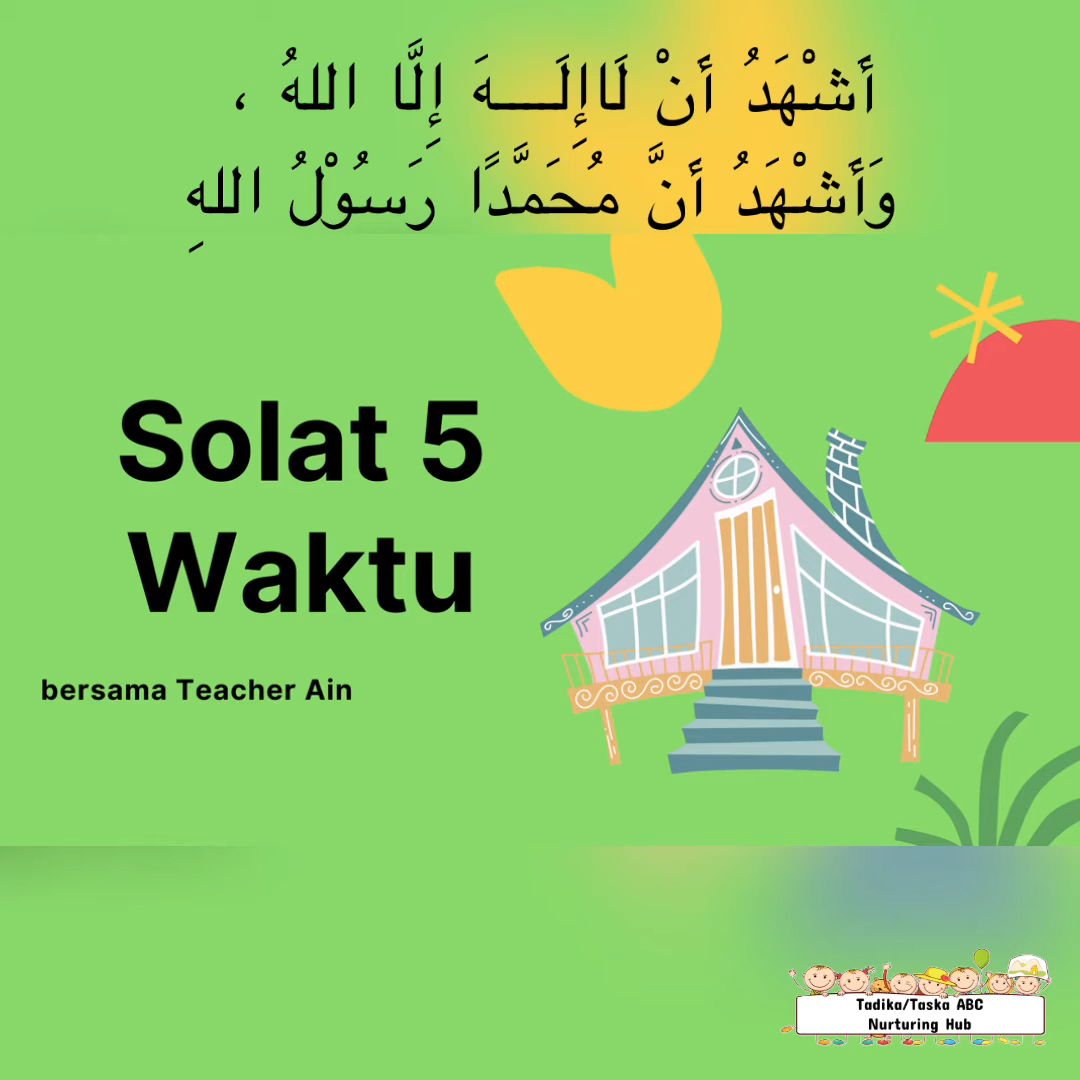 أَشْهَدُ أَنْ لَاإِلَـــهَ إِلَّا اللهُ ،
وَأَشْهَدُ أَنَّ مُحَمَّدًا رَسُوْلُ اللهِ
Solat 5
Waktu
bersama Teacher Ain
Tadika/Taska ABC
Nurturing Hub